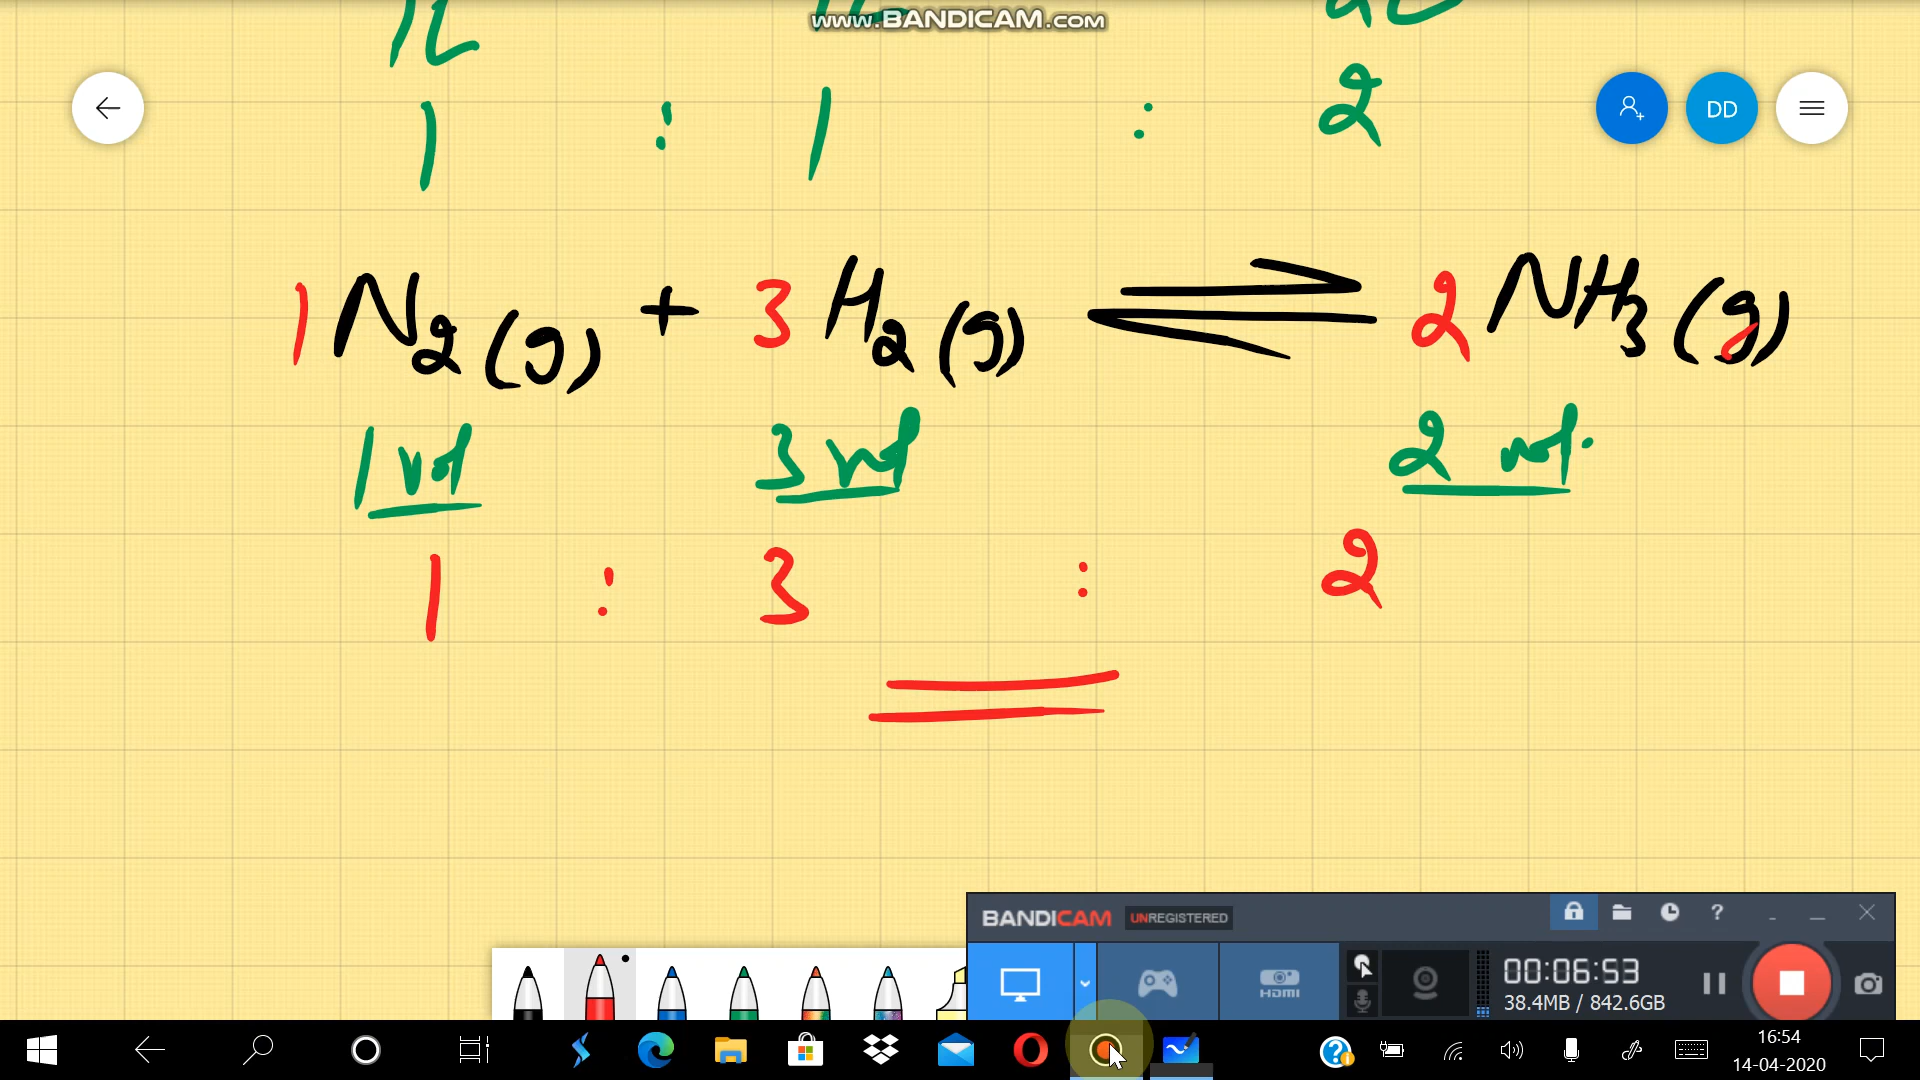 www.BANDICAM.com
1 : 1 : 2
DD
1 N2 (g) + 3 H2 (g) ⇌ 2 NH3 (g)
1 vol 3 vol 2 vol.
1 : 3 : 2
BANDICAM UNREGISTERED
?
HDMI
00:06:53
38.4MB / 842.6GB
16:54
14-04-2020